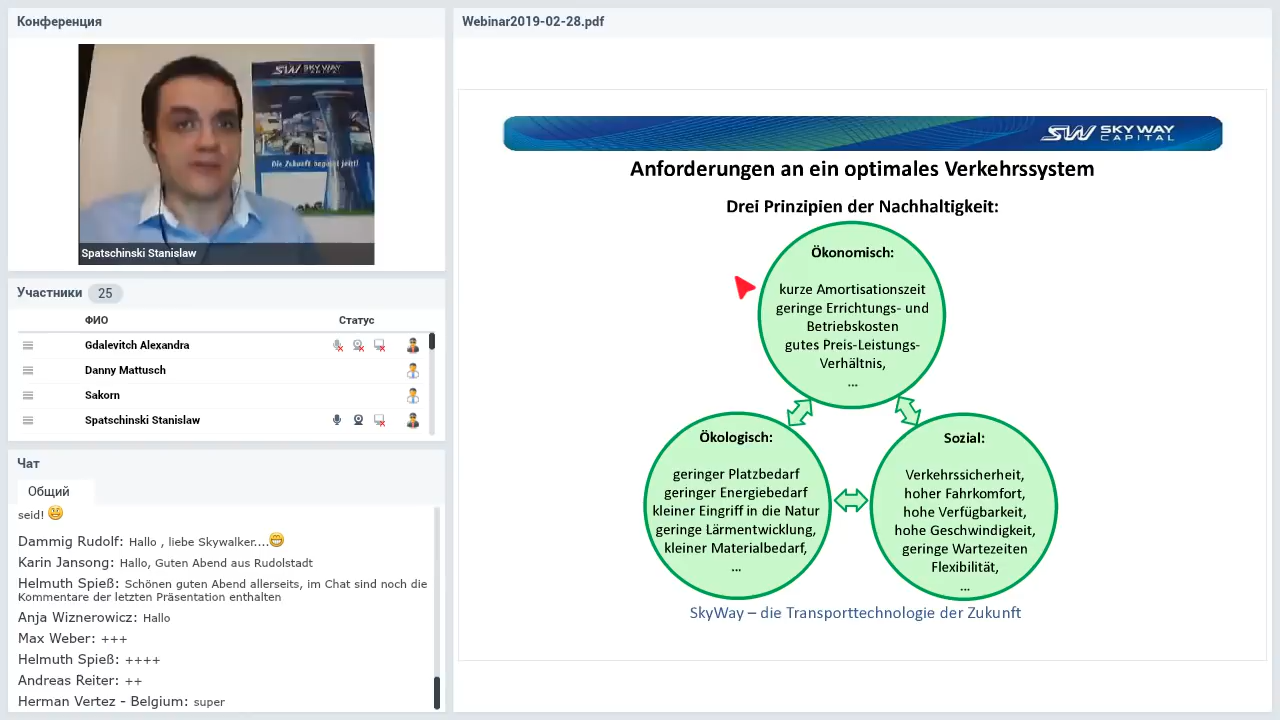 Конференция
SKY WAY
CAPITAL
Die Zukunft beginnt jetzt!
Spatschinski Stanislaw
Участники 25
ФИО Статус
Gdalevitch Alexandra
Danny Mattusch
Sakorn
Spatschinski Stanislaw
Чат
Общий
seid!
Dammig Rudolf: Hallo , liebe Skywalker....
Karin Jansong: Hallo, Guten Abend aus Rudolstadt
Helmuth Spieß: Schönen guten Abend allerseits, im Chat sind noch die
Kommentare der letzten Präsentation enthalten
Anja Wiznerowicz: Hallo
Max Weber: +++
Helmuth Spieß: ++++
Andreas Reiter: ++
Herman Vertez - Belgium: super
Webinar2019-02-28.pdf
SW SKY WAY
CAPITAL
Anforderungen an ein optimales Verkehrssystem
Drei Prinzipien der Nachhaltigkeit:
Ökonomisch:
kurze Amortisationszeit
geringe Errichtungs- und
Betriebskosten
gutes Preis-Leistungs-
Verhältnis,
...
Ökologisch:
geringer Platzbedarf
geringer Energiebedarf
kleiner Eingriff in die Natur
geringe Lärmentwicklung,
kleiner Materialbedarf,
...
Sozial:
Verkehrssicherheit,
hoher Fahrkomfort,
hohe Verfügbarkeit,
hohe Geschwindigkeit,
geringe Wartezeiten
Flexibilität,
...
SkyWay – die Transporttechnologie der Zukunft